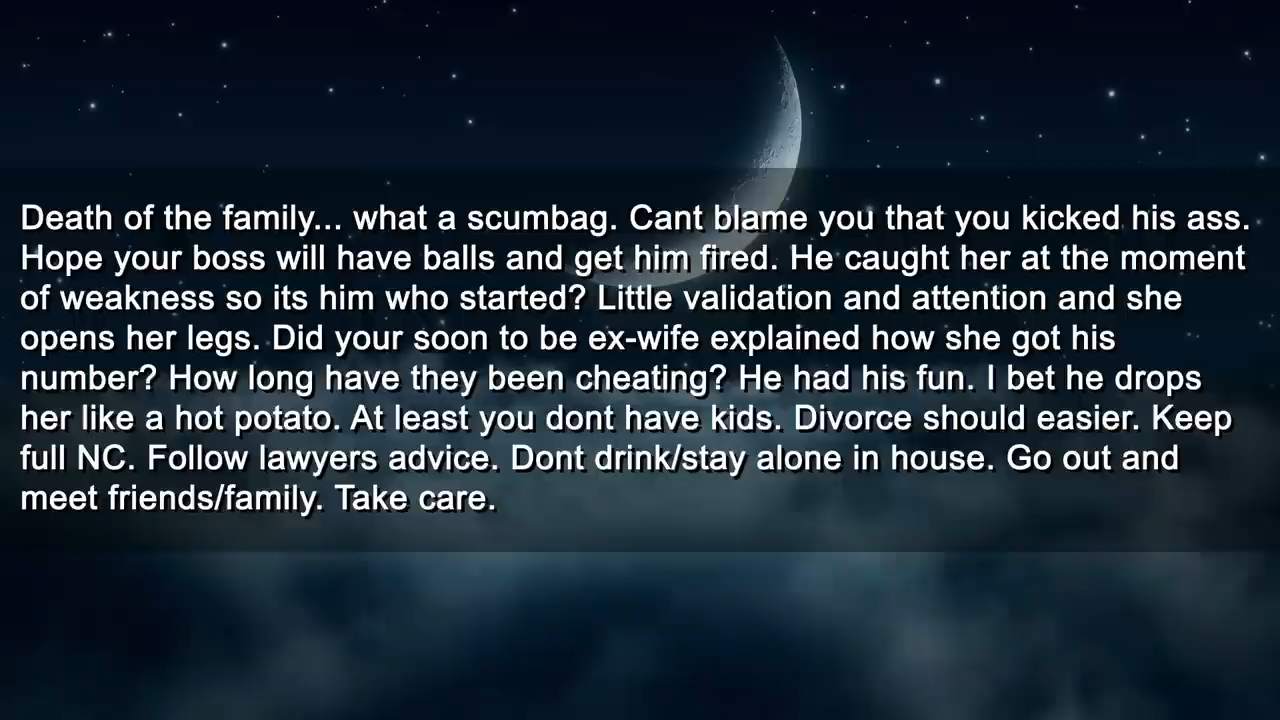 Death of the family... what a scumbag. Cant blame you that you kicked his ass.
Hope your boss will have balls and get him fired. He caught her at the moment
of weakness so its him who started? Little validation and attention and she
opens her legs. Did your soon to be ex-wife explained how she got his
number? How long have they been cheating? He had his fun. I bet he drops
her like a hot potato. At least you dont have kids. Divorce should easier. Keep
full NC. Follow lawyers advice. Dont drink/stay alone in house. Go out and
meet friends/family. Take care.